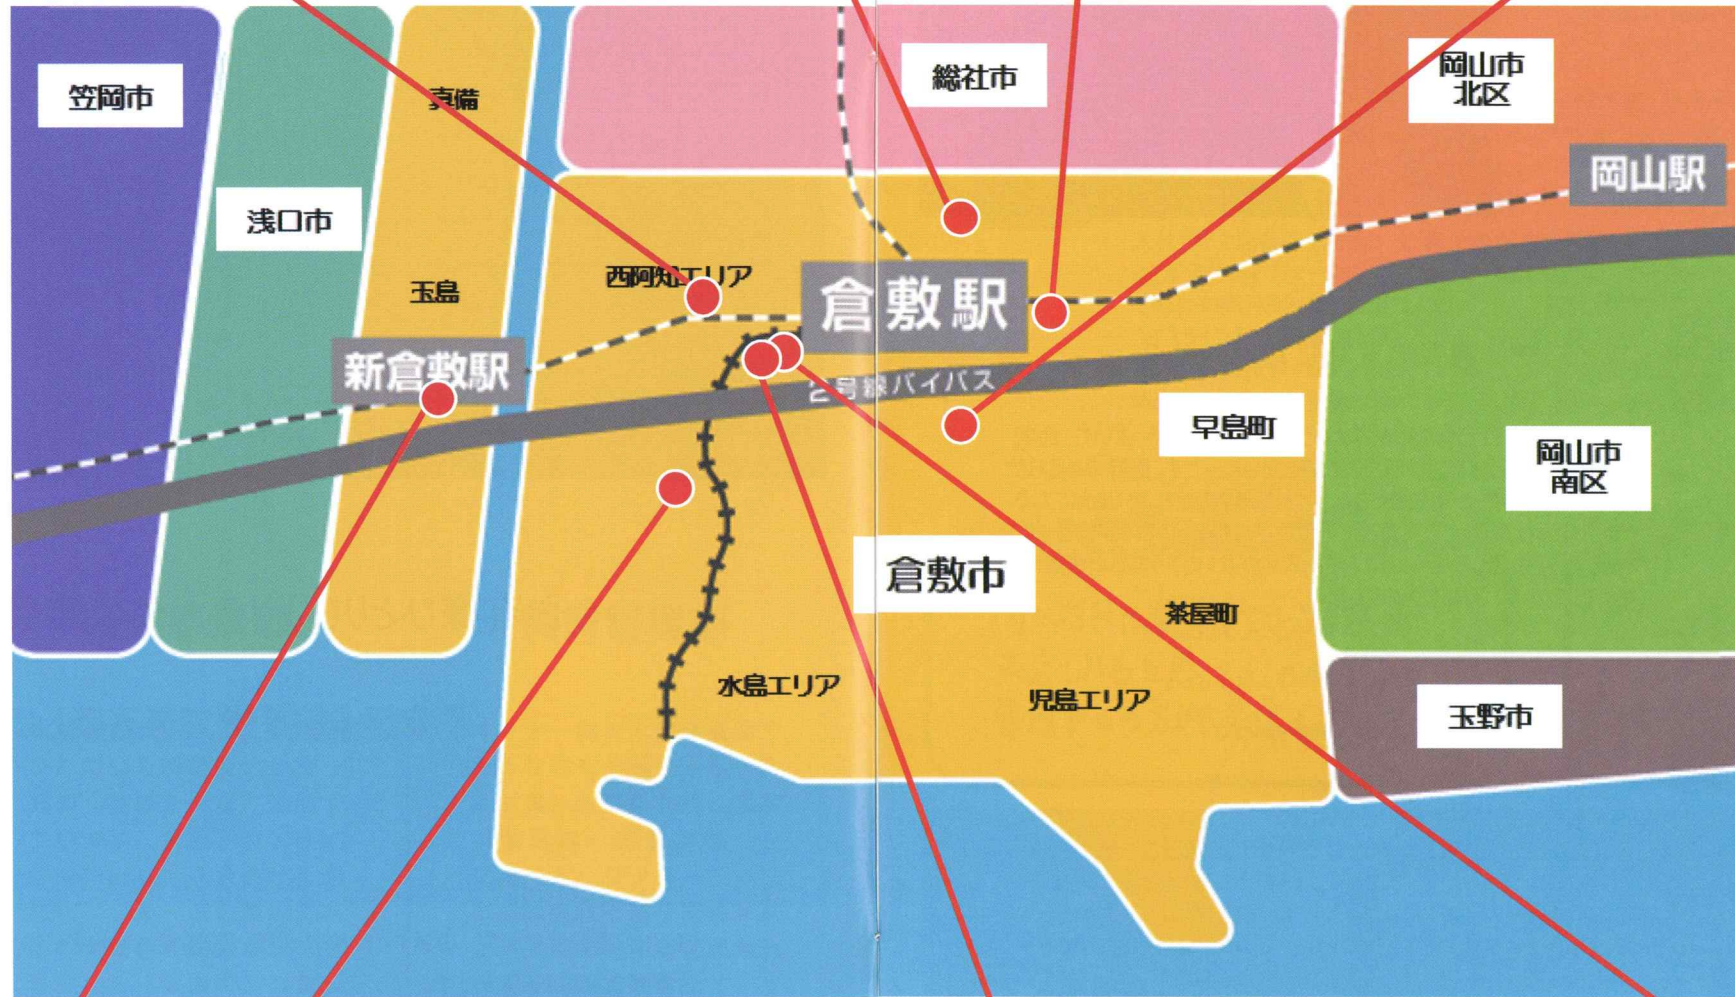 笠岡市
真備
総社市
岡山市
北区
岡山駅
浅口市
玉島
西阿知エリア
倉敷駅
新倉敷駅
2号線バイパス
早島町
岡山市
南区
倉敷市
茶屋町
水島エリア
児島エリア
玉野市